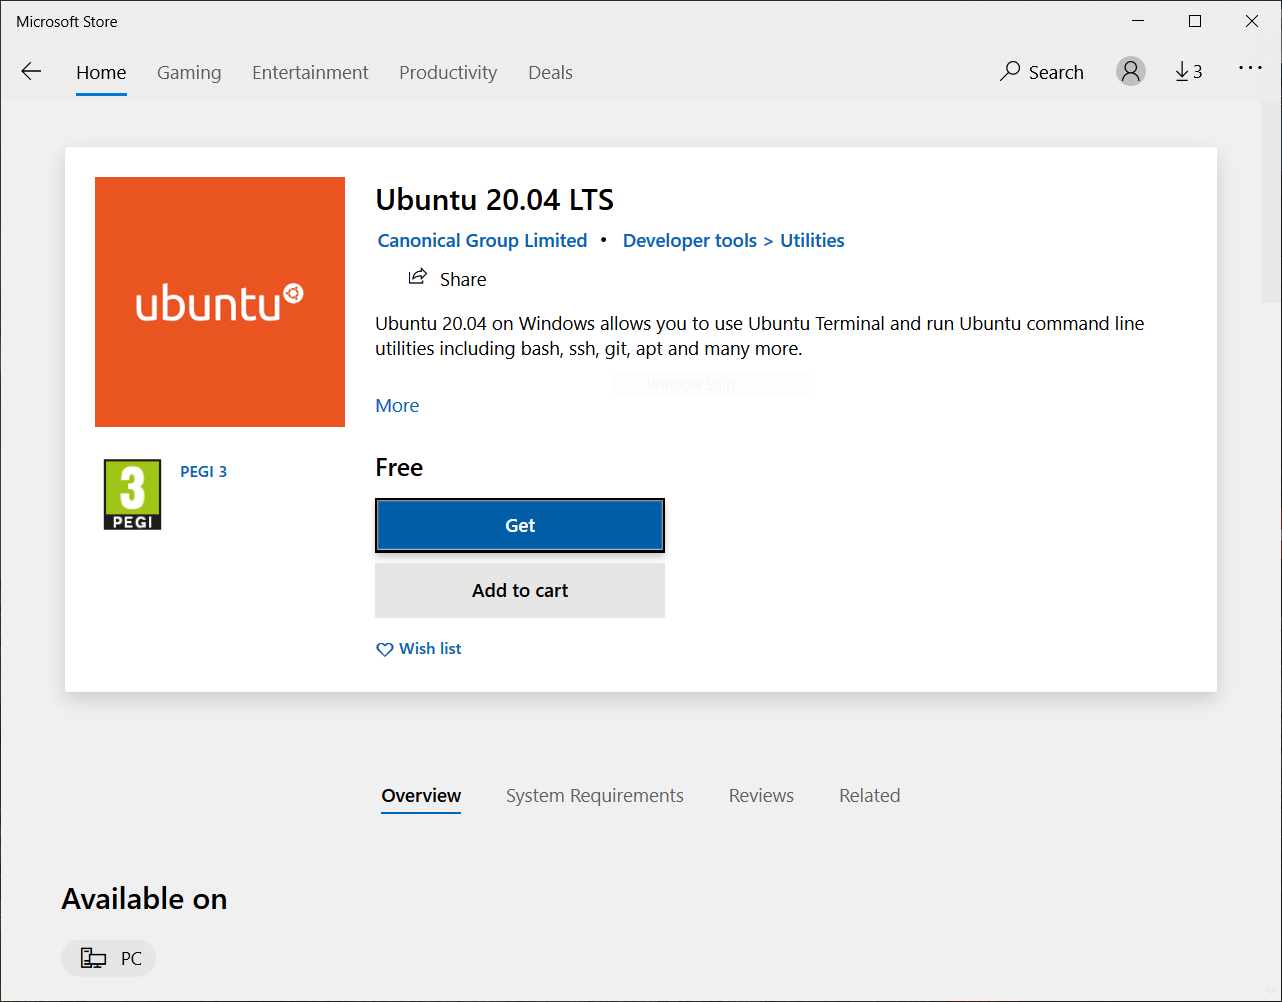 Microsoft Store
Home Gaming Entertainment Productivity Deals Search 3
ubuntu
Ubuntu 20.04 LTS
Canonical Group Limited • Developer tools > Utilities
Share
Ubuntu 20.04 on Windows allows you to use Ubuntu Terminal and run Ubuntu command line
utilities including bash, ssh, git, apt and many more.
Window Snip
More
3
PEGI
PEGI 3
Free
Get
Add to cart
Wish list
Overview System Requirements Reviews Related
Available on
PC